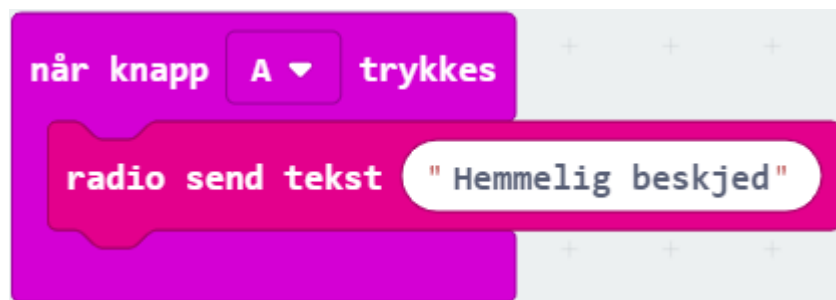 når knapp A trykkes
radio send tekst "Hemmelig beskjed"